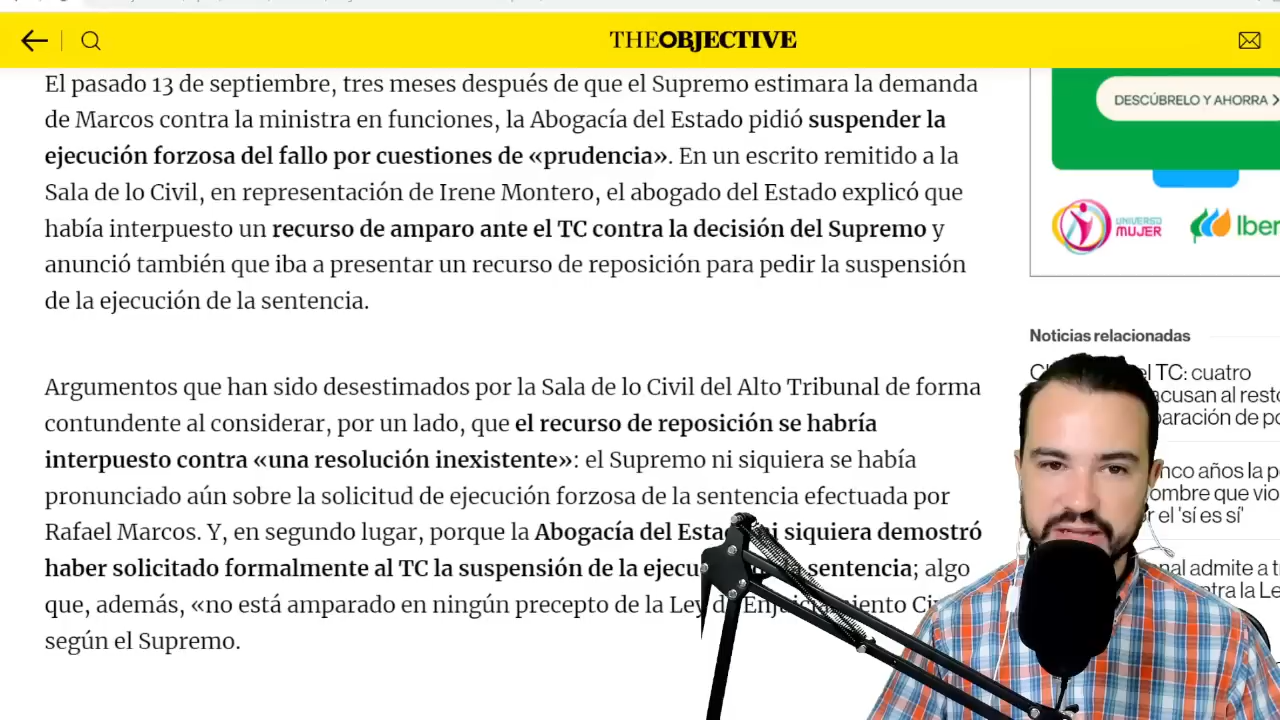 THEOBJECTIVE
El pasado 13 de septiembre, tres meses después de que el Supremo estimara la demanda
de Marcos contra la ministra en funciones, la Abogacía del Estado pidió suspender la
ejecución forzosa del fallo por cuestiones de «prudencia». En un escrito remitido a la
Sala de lo Civil, en representación de Irene Montero, el abogado del Estado explicó que
había interpuesto un recurso de amparo ante el TC contra la decisión del Supremo y
anunció también que iba a presentar un recurso de reposición para pedir la suspensión
de la ejecución de la sentencia.
Argumentos que han sido desestimados por la Sala de lo Civil del Alto Tribunal de forma
contundente al considerar, por un lado, que el recurso de reposición se habría
interpuesto contra «una resolución inexistente»: el Supremo ni siquiera se había
pronunciado aún sobre la solicitud de ejecución forzosa de la sentencia efectuada por
Rafael Marcos. Y, en segundo lugar, porque la Abogacía del siquiera demostró
haber solicitado formalmente al TC la suspensión de la sentencia; algo
que, además, «no está amparado en ningún precepto de la Ley
según el Supremo.
DESCÚBRELO Y AHORRA
UNIVERSO
MUJER
Noticias relacionadas
el TC: cuatro
acusan al
de
años la
que
el 'sí es sí'
admite a
la